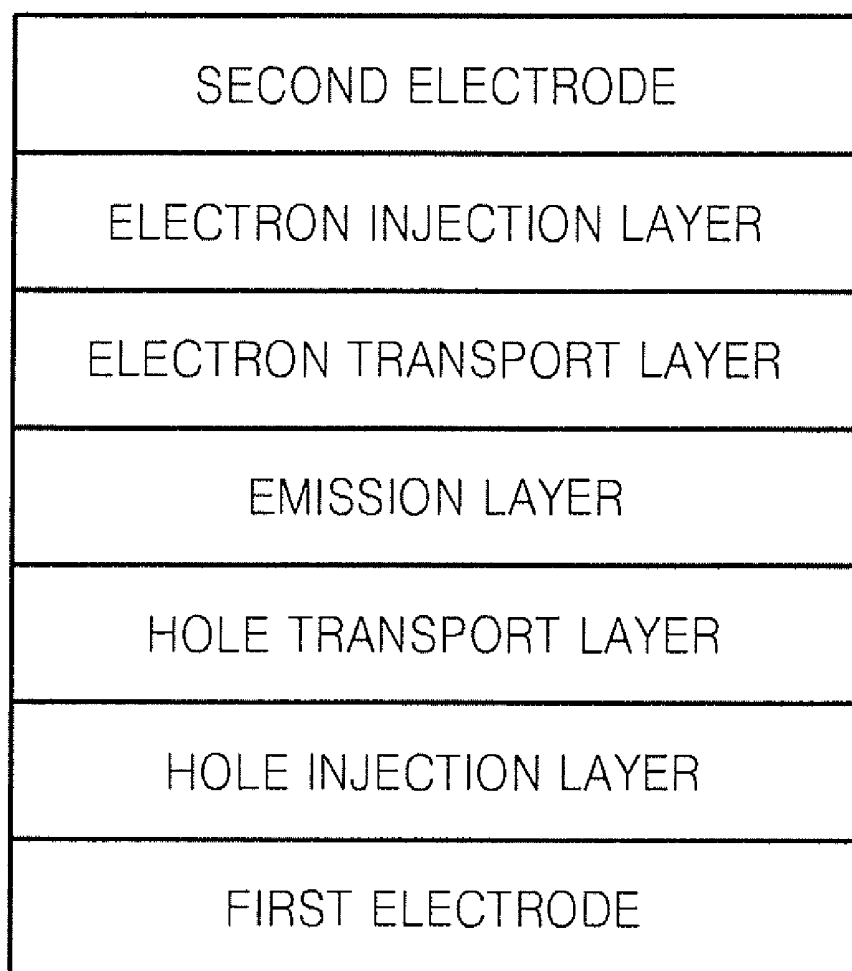 SECOND ELECTRODE
ELECTRON INJECTION LAYER
ELECTRON TRANSPORT LAYER
EMISSION LAYER
HOLE TRANSPORT LAYER
HOLE INJECTION LAYER
FIRST ELECTRODE